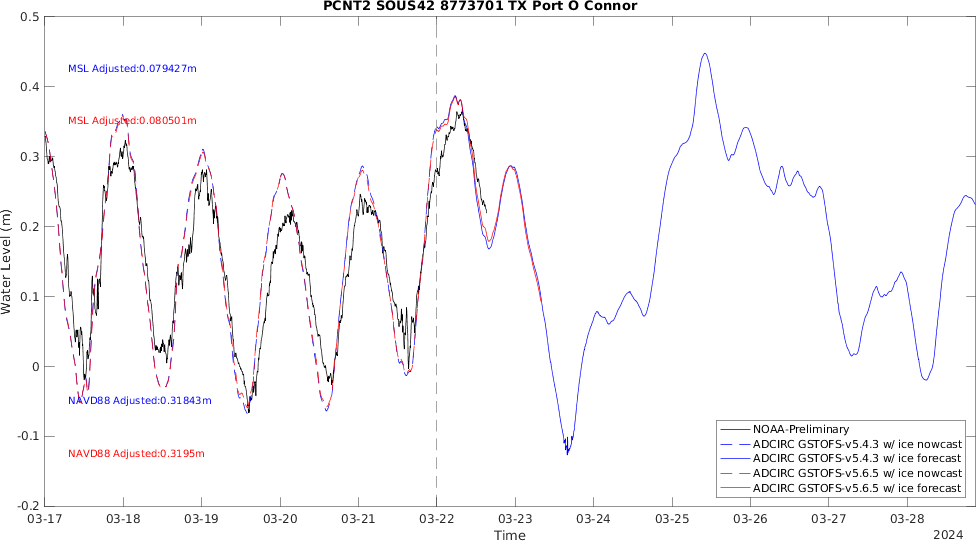 PCNT2 SOUS42 8773701 TX Port O Connor
0.5
0.4
0.3
0.2
0.1
0
-0.1
-0.2
Water Level (m)
MSL Adjusted:0.079427m
MSL Adjusted:0.080501m
NAVD88 Adjusted:0.31843m
NAVD88 Adjusted:0.3195m
NOAA-Preliminary
ADCIRC GSTOFS-v5.4.3 w/ ice nowcast
ADCIRC GSTOFS-v5.4.3 w/ ice forecast
ADCIRC GSTOFS-v5.6.5 w/ ice nowcast
ADCIRC GSTOFS-v5.6.5 w/ ice forecast
03-17 03-18 03-19 03-20 03-21 03-22 03-23 03-24 03-25 03-26 03-27 03-28
Time
2024